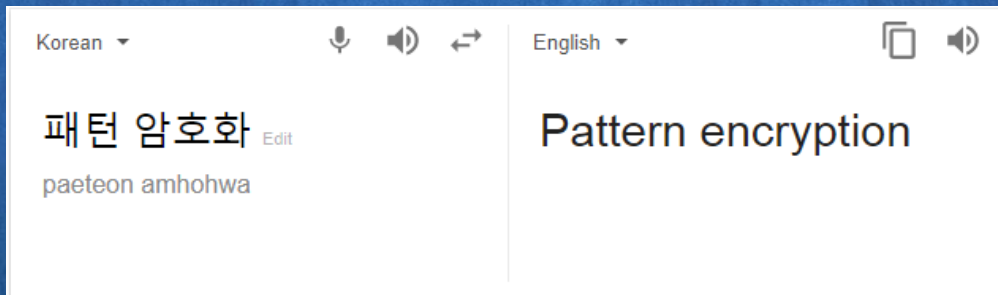 Korean
English
패턴 암호화 Edit
Pattern encryption
paeteon amhohwa